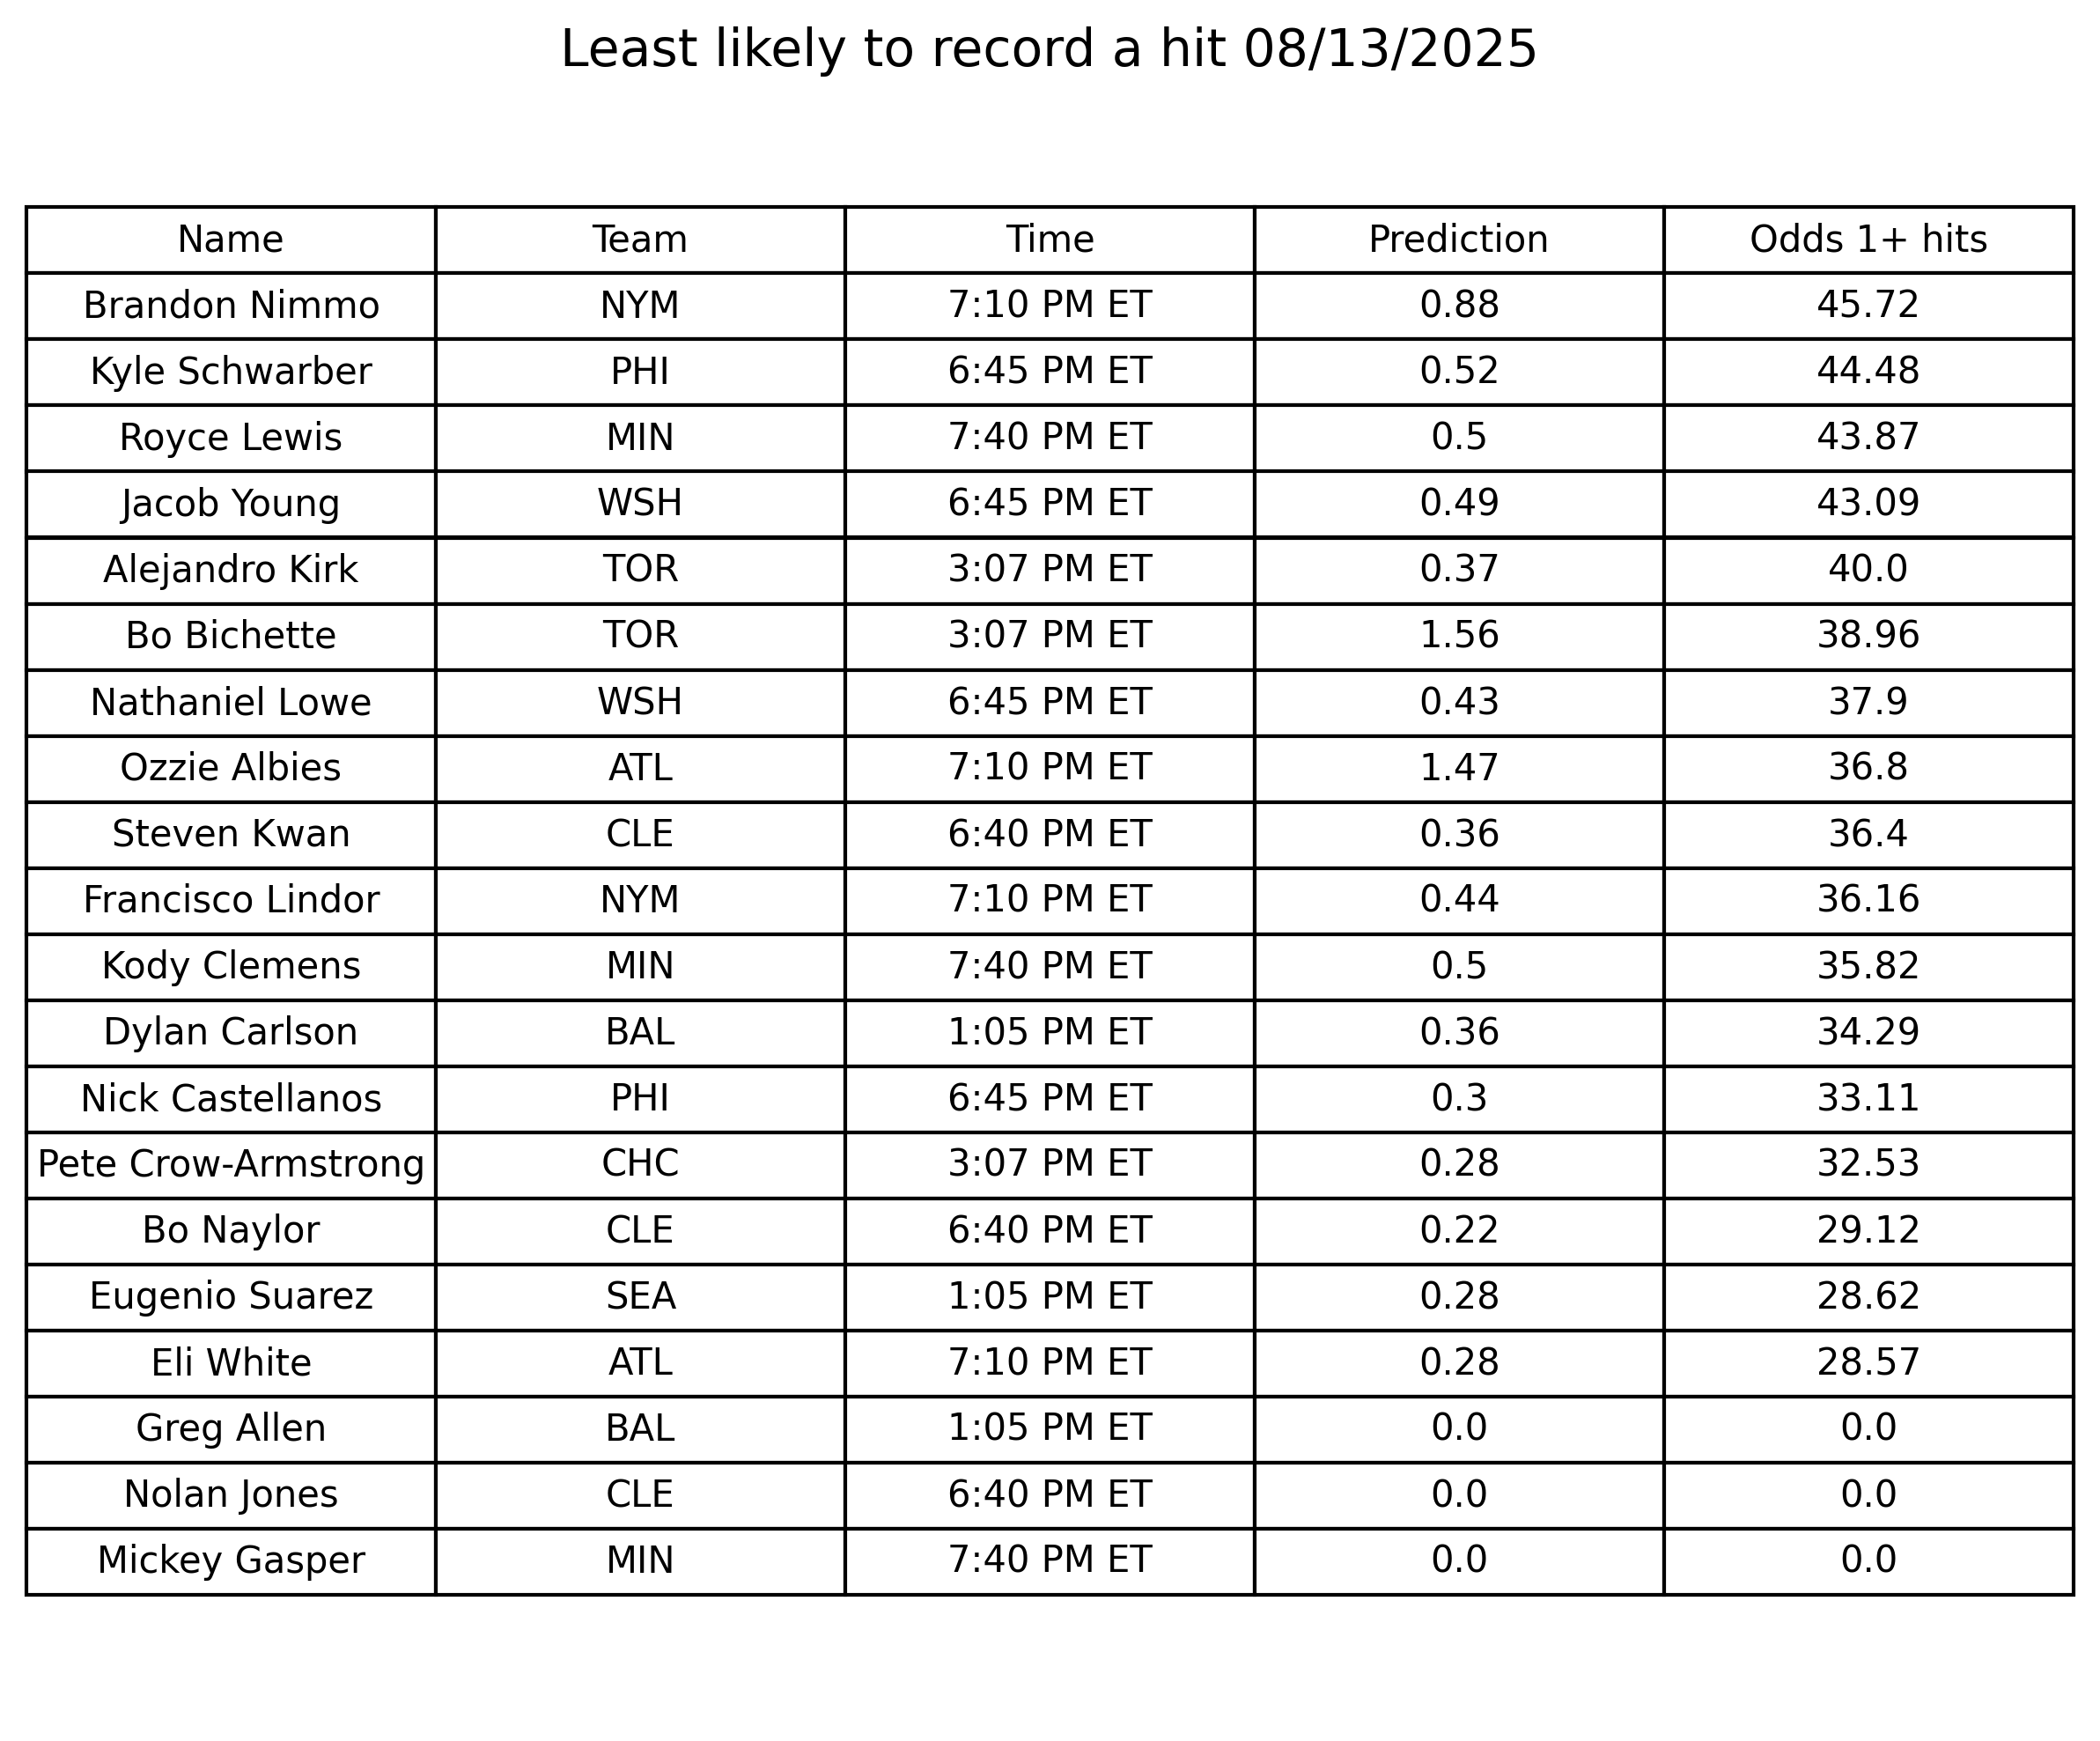 Least likely to record a hit 08/13/2025
Name Team Time Prediction Odds 1+ hits
Brandon Nimmo NYM 7:10 PM ET 0.88 45.72
Kyle Schwarber PHI 6:45 PM ET 0.52 44.48
Royce Lewis MIN 7:40 PM ET 0.5 43.87
Jacob Young WSH 6:45 PM ET 0.49 43.09
Alejandro Kirk TOR 3:07 PM ET 0.37 40.0
Bo Bichette TOR 3:07 PM ET 1.56 38.96
Nathaniel Lowe WSH 6:45 PM ET 0.43 37.9
Ozzie Albies ATL 7:10 PM ET 1.47 36.8
Steven Kwan CLE 6:40 PM ET 0.36 36.4
Francisco Lindor NYM 7:10 PM ET 0.44 36.16
Kody Clemens MIN 7:40 PM ET 0.5 35.82
Dylan Carlson BAL 1:05 PM ET 0.36 34.29
Nick Castellanos PHI 6:45 PM ET 0.3 33.11
Pete Crow-Armstrong CHC 3:07 PM ET 0.28 32.53
Bo Naylor CLE 6:40 PM ET 0.22 29.12
Eugenio Suarez SEA 1:05 PM ET 0.28 28.62
Eli White ATL 7:10 PM ET 0.28 28.57
Greg Allen BAL 1:05 PM ET 0.0 0.0
Nolan Jones CLE 6:40 PM ET 0.0 0.0
Mickey Gasper MIN 7:40 PM ET 0.0 0.0